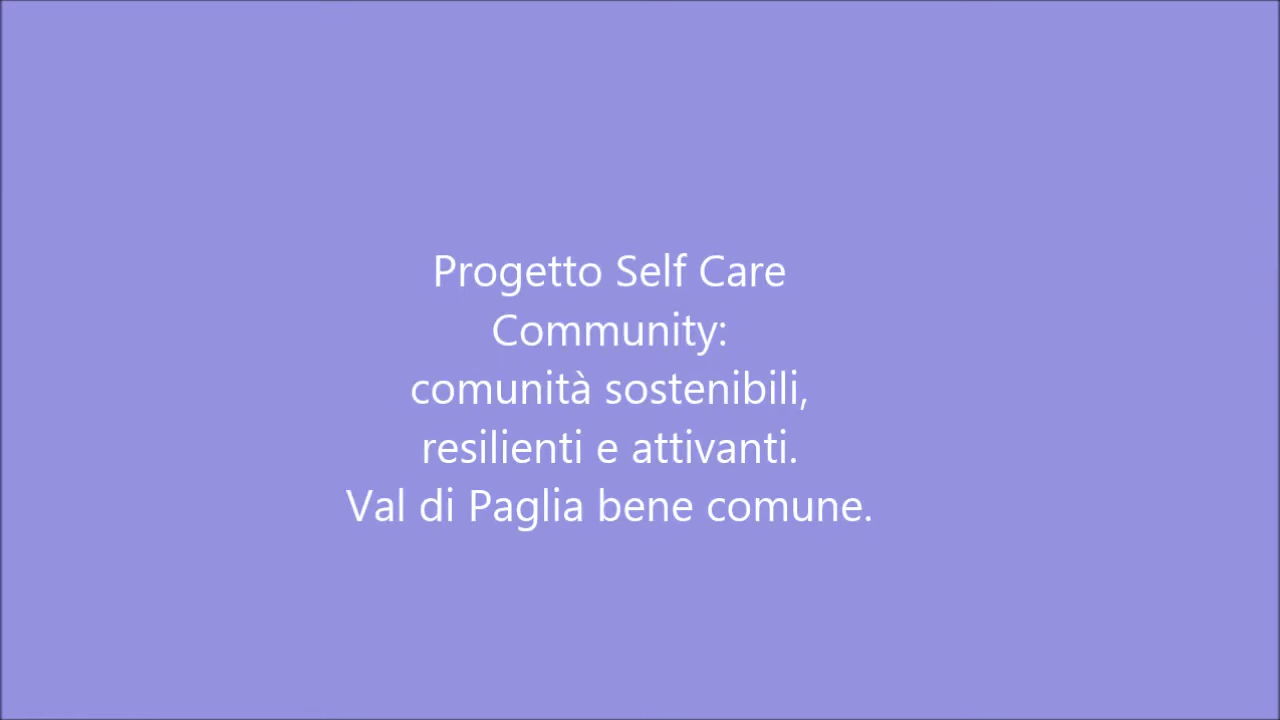 Progetto Self Care
Community:
comunità sostenibili,
resilienti e attivanti.
Val di Paglia bene comune.